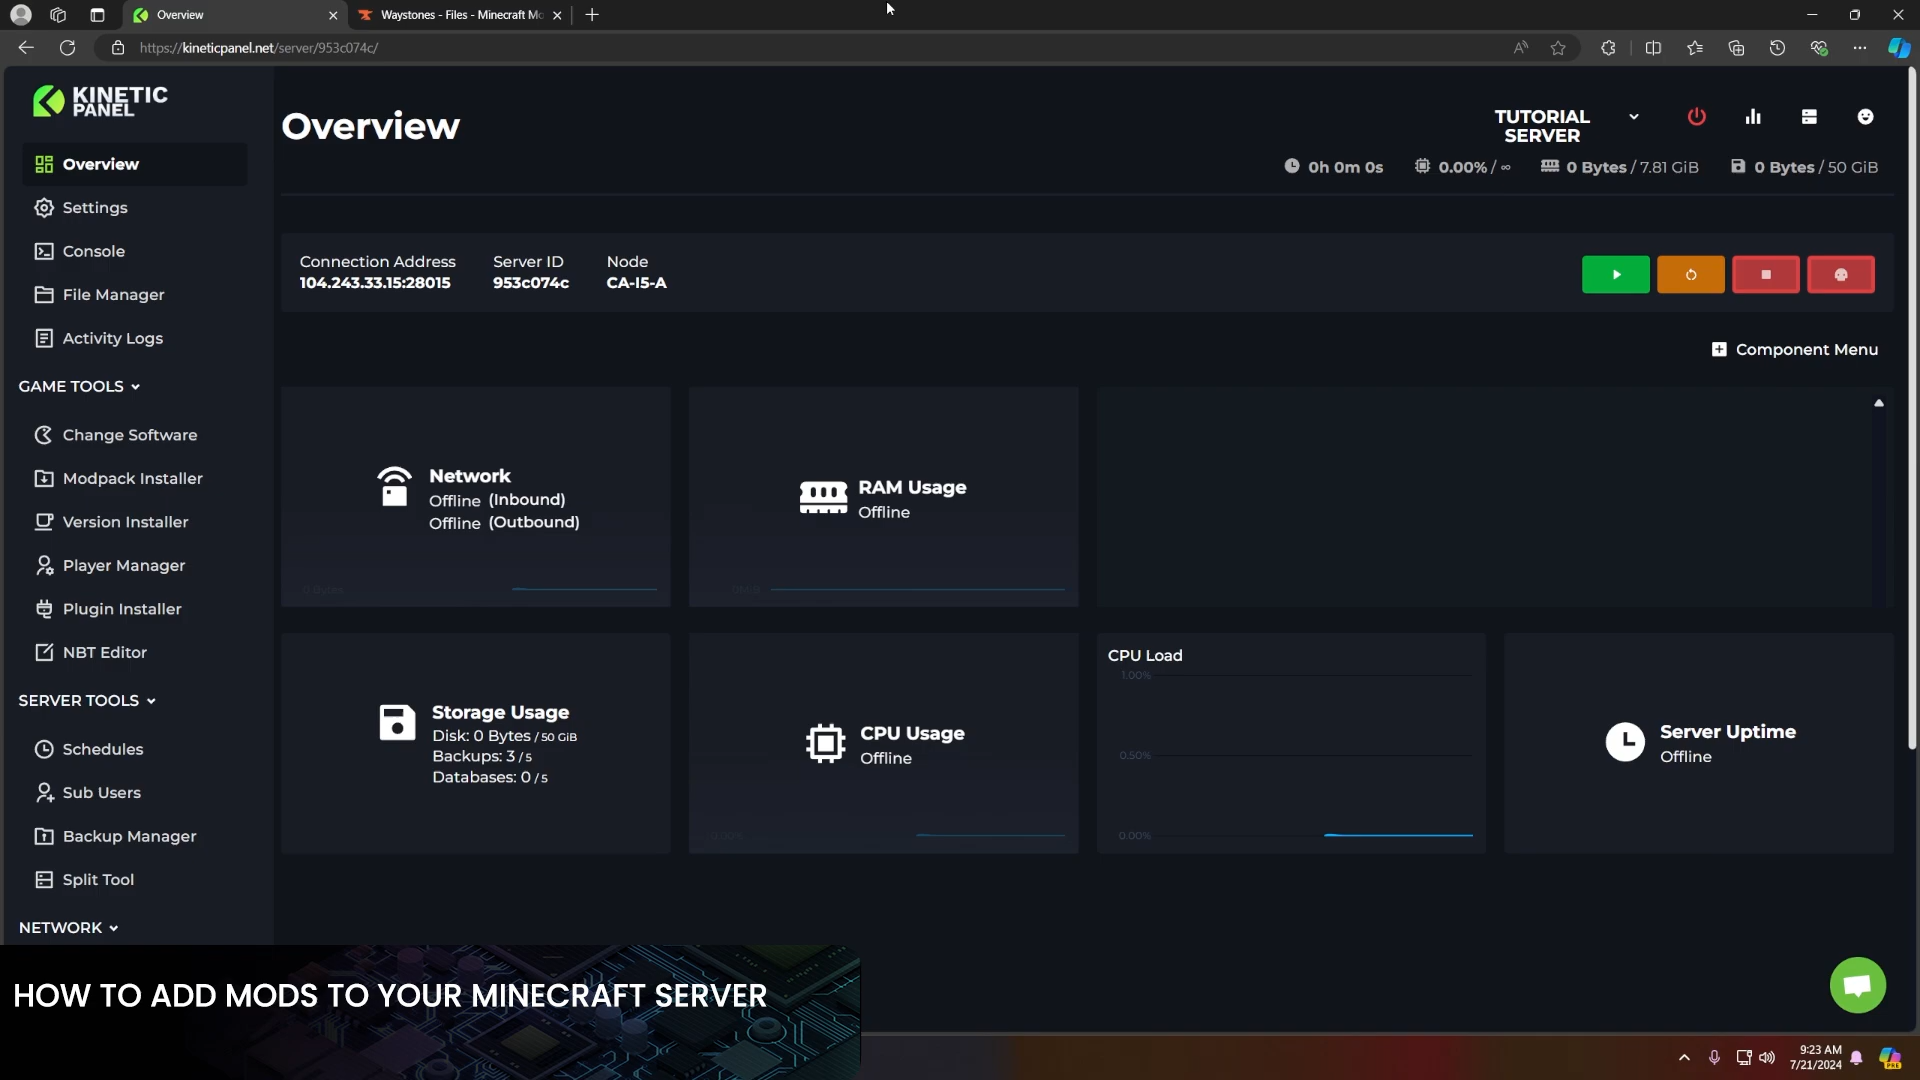 Overview
Waystones - Files - Minecraft Mo
https://kineticpanel.net/server/953c074c/
KINETIC
PANEL
Overview
Settings
Console
File Manager
Activity Logs
GAME TOOLS
Change Software
Modpack Installer
Version Installer
Player Manager
Plugin Installer
NBT Editor
SERVER TOOLS
Schedules
Sub Users
Backup Manager
Split Tool
NETWORK
Overview
TUTORIAL
SERVER
0h 0m 0s
0.00% / ∞
0 Bytes / 7.81 GiB
0 Bytes / 50 GiB
Connection Address
104.243.33.15:28015
Server ID
953c074c
Node
CA-I5-A
Component Menu
Network
Offline (Inbound)
Offline (Outbound)
0 Bytes
RAM Usage
Offline
0MiB
Storage Usage
Disk: 0 Bytes / 50 GiB
Backups: 3 / 5
Databases: 0 / 5
CPU Usage
Offline
0.00%
CPU Load
1.00%
0.50%
0.00%
Server Uptime
Offline
HOW TO ADD MODS TO YOUR MINECRAFT SERVER
9:23 AM
7/21/2024
PRE